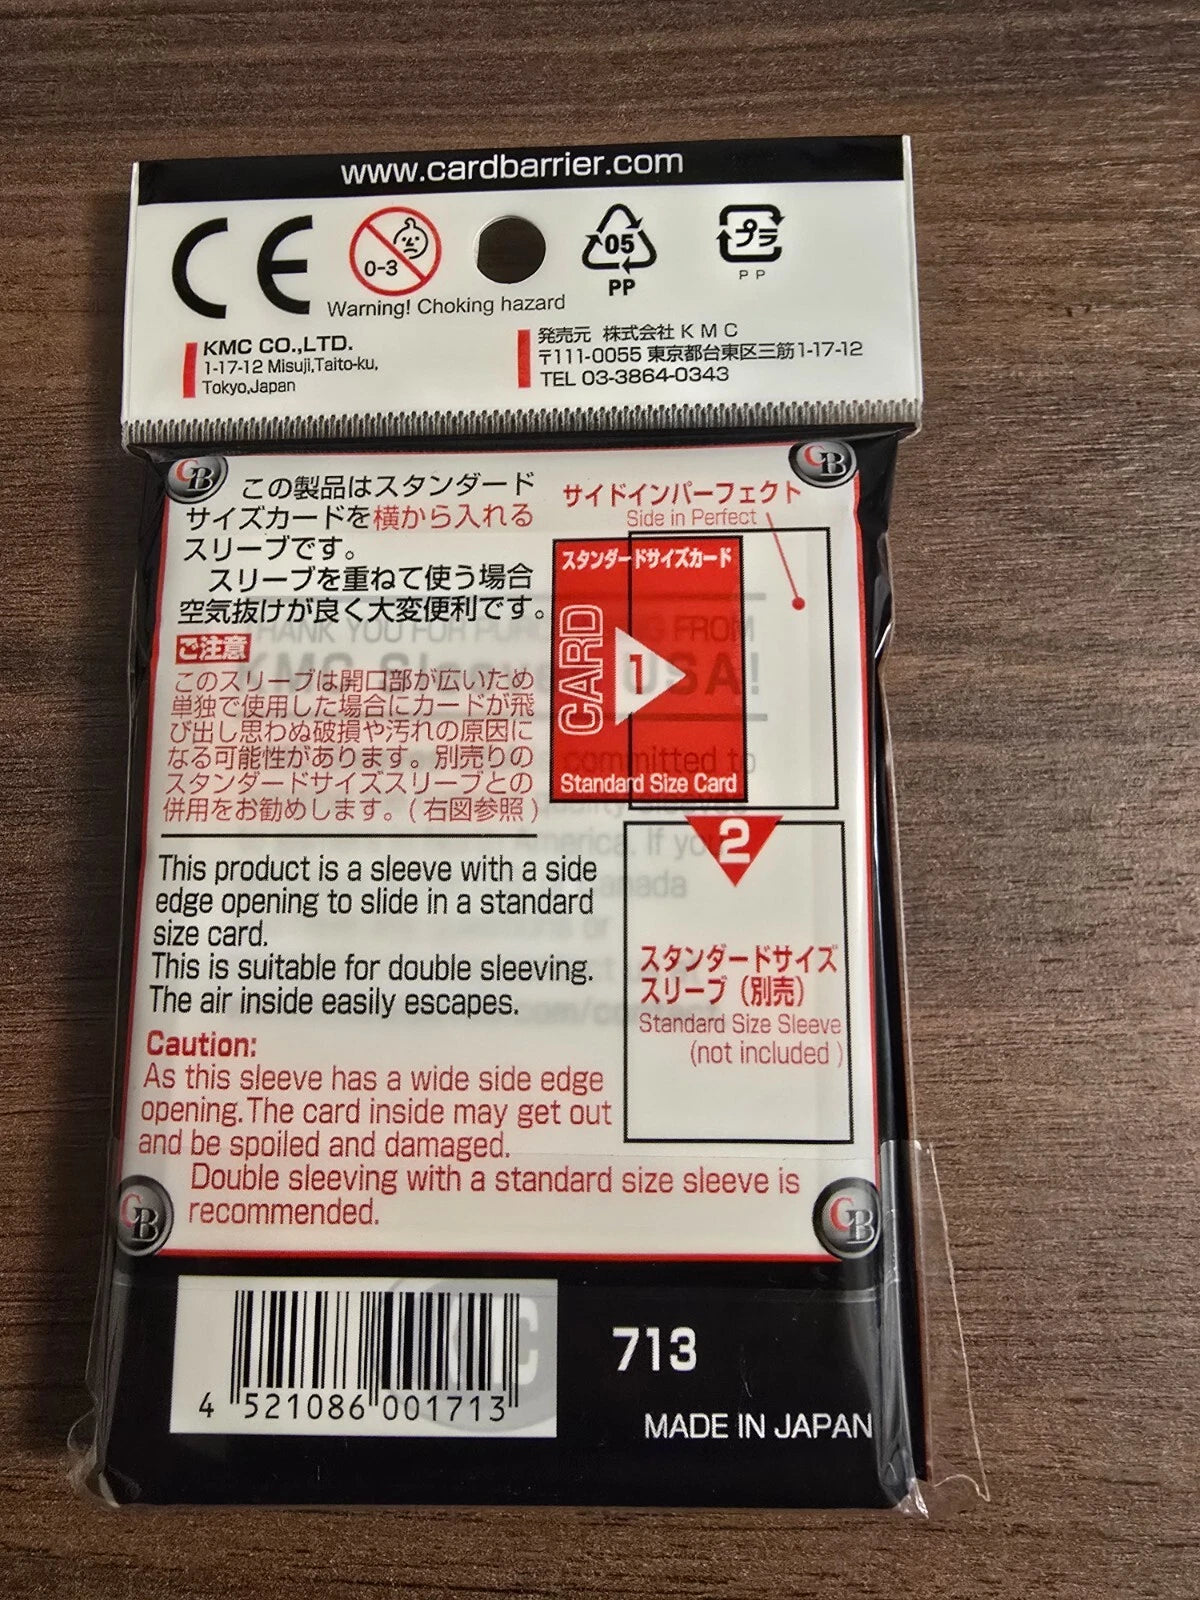 www.cardbarrier.com
CE
0-3
Warning! Choking hazard
05
PP
プラ
PP
KMC CO.,LTD.
1-17-12 Misuji,Taito-ku,
Tokyo,Japan
発売元 株式会社KMC
〒111-0055 東京都台東区三筋1-17-12
TEL 03-3864-0343
CB
CB
この製品はスタンダード
サイズカードを横から入れる
スリーブです。
スリーブを重ねて使う場合
空気抜けが良く大変便利です。
ご注意
このスリーブは開口部が広いため
単独で使用した場合にカードが飛
び出し思わぬ破損や汚れの原因に
なる可能性があります。別売りの
スタンダードサイズスリーブとの
併用をお勧めします。(右図参照)
サイドインパーフェクト
Side in Perfect
スタンダードサイズカード
CARD
1
Standard Size Card
2
スタンダードサイズ
スリーブ(別売)
Standard Size Sleeve
(not included)
This product is a sleeve with a side
edge opening to slide in a standard
size card.
This is suitable for double sleeving.
The air inside easily escapes.
Caution:
As this sleeve has a wide side edge
opening.The card inside may get out
and be spoiled and damaged.
Double sleeving with a standard size sleeve is
recommended.
CB
CB
4 521086 001713
713
MADE IN JAPAN